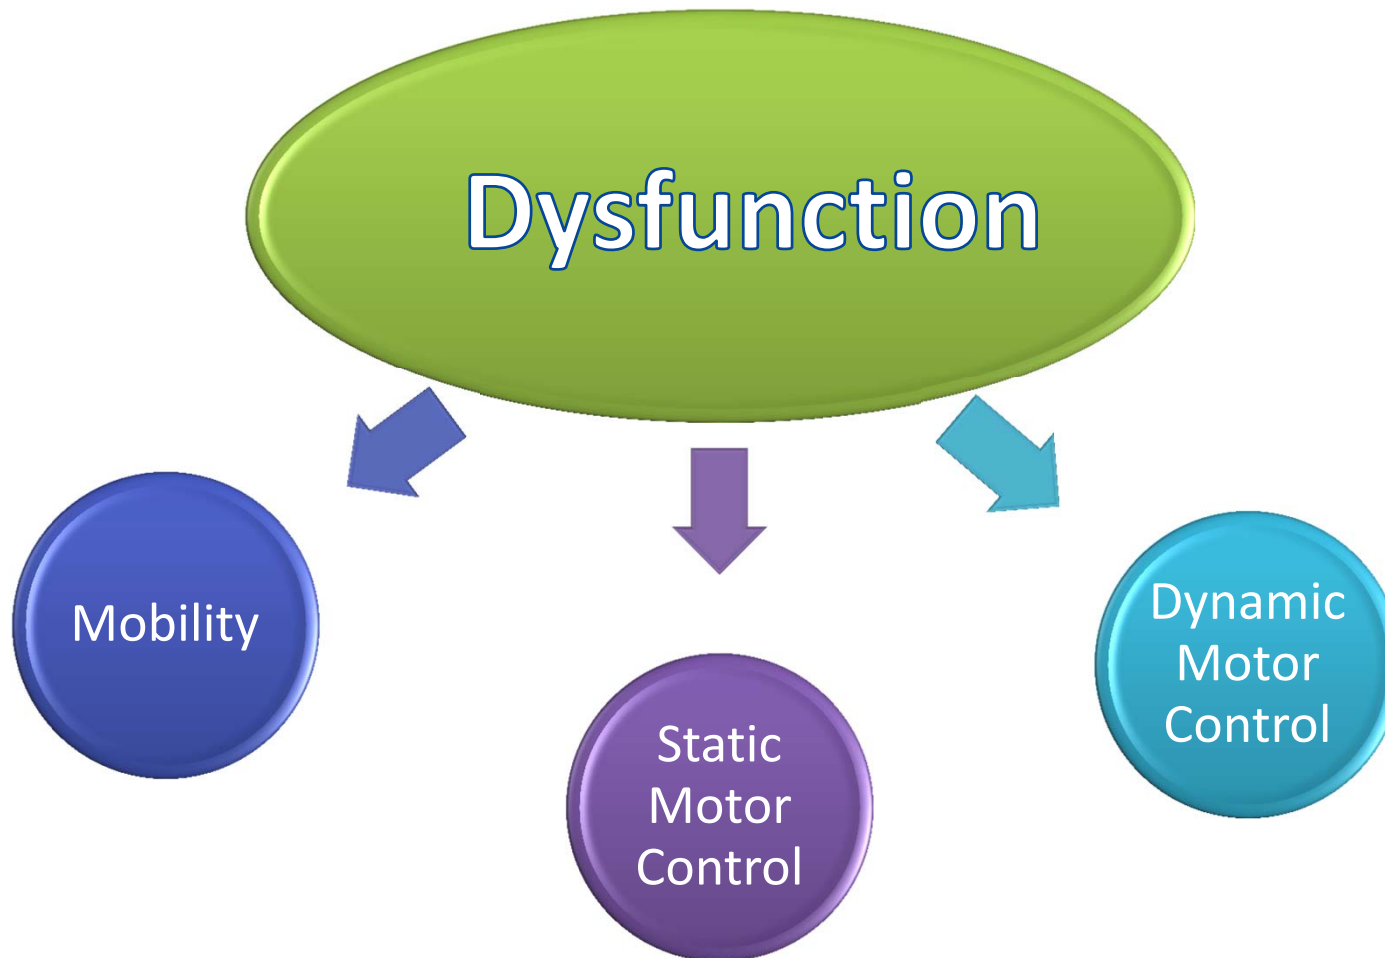 Dysfunction
Mobility
Static
Motor
Control
Dynamic
Motor
Control